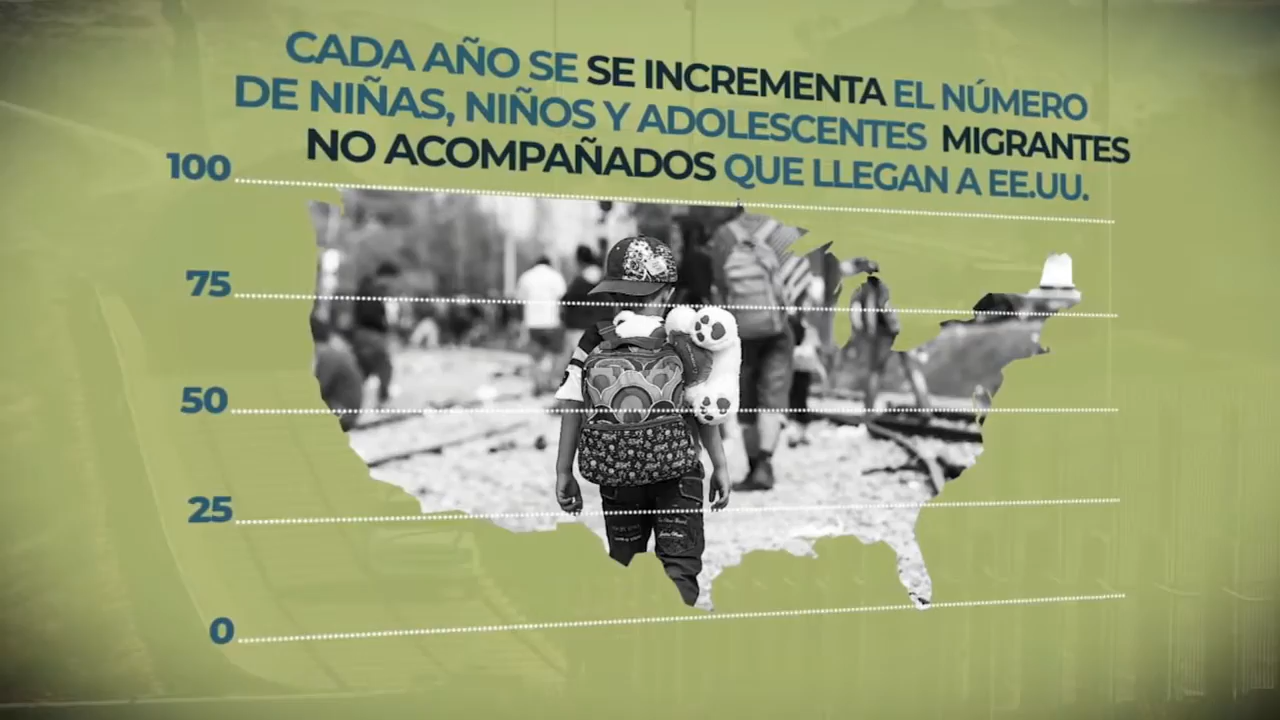 CADA AÑO SE SE INCREMENTA EL NÚMERO
DE NIÑAS, NIÑOS Y ADOLESCENTES MIGRANTES
NO ACOMPAÑADOS QUE LLEGAN A EE.UU.
100
75
50
25
0